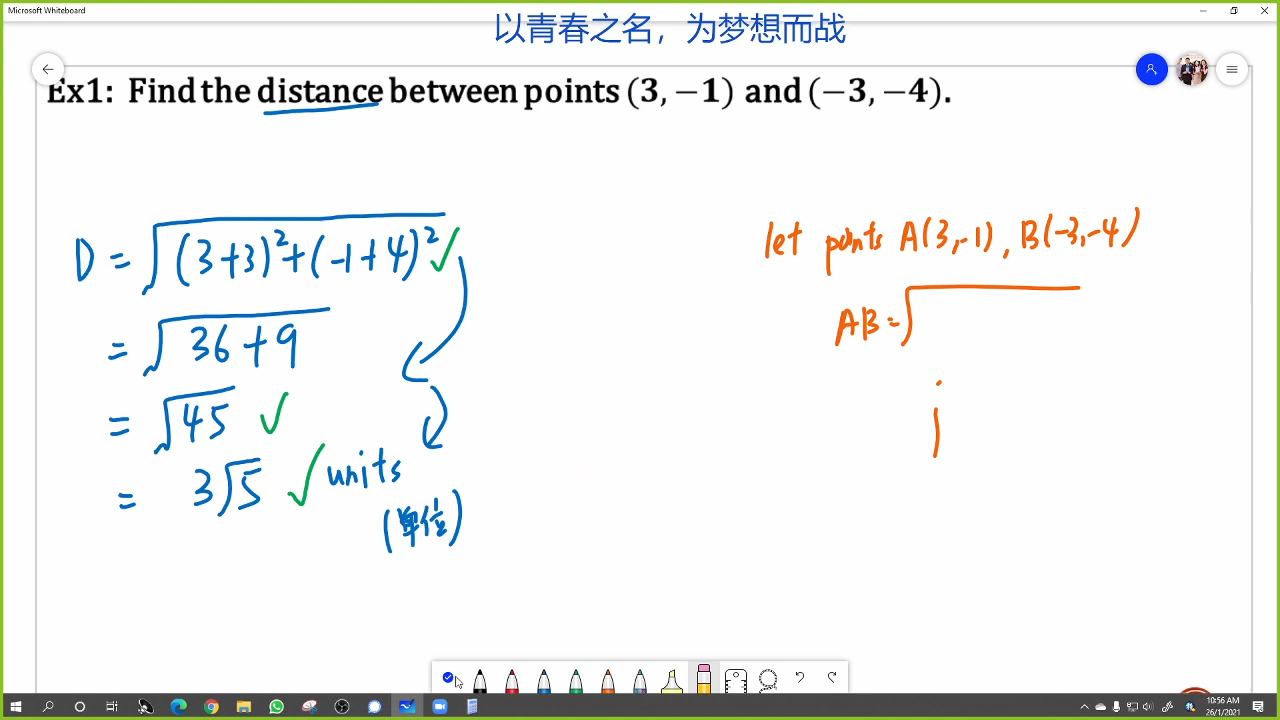 Microsoft Whiteboard
以青春之名，为梦想而战
Ex1: Find the distance between points (3, −1) and (−3, −4).
D = √(3+3)²+(-1+4)² ✓
= √36+9
= √45 ✓
= 3√5 ✓ units
(单位)
let points A(3,-1), B(-3,-4)
AB=√
10:56 AM
26/1/2021